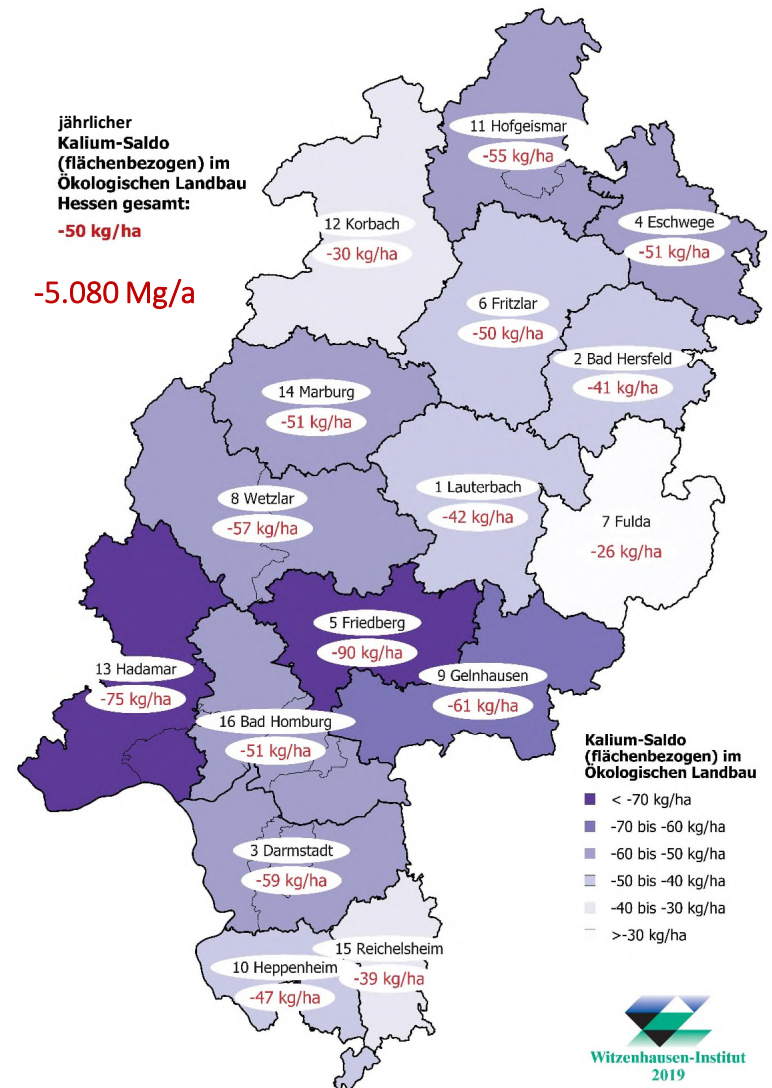 jährlicher
Kalium-Saldo
(flächenbezogen) im
Ökologischen Landbau
Hessen gesamt:
-50 kg/ha
-5.080 Mg/a
11 Hofgeismar
-55 kg/ha
12 Korbach
-30 kg/ha
4 Eschwege
-51 kg/ha
6 Fritzlar
-50 kg/ha
2 Bad Hersfeld
-41 kg/ha
14 Marburg
-51 kg/ha
8 Wetzlar
-57 kg/ha
1 Lauterbach
-42 kg/ha
7 Fulda
-26 kg/ha
5 Friedberg
-90 kg/ha
13 Hadamar
-75 kg/ha
9 Gelnhausen
-61 kg/ha
16 Bad Homburg
-51 kg/ha
3 Darmstadt
-59 kg/ha
15 Reichelsheim
-39 kg/ha
10 Heppenheim
-47 kg/ha
Kalium-Saldo
(flächenbezogen) im
Ökologischen Landbau
< -70 kg/ha
-70 bis -60 kg/ha
-60 bis -50 kg/ha
-50 bis -40 kg/ha
-40 bis -30 kg/ha
>-30 kg/ha
Witzenhausen-Institut
2019